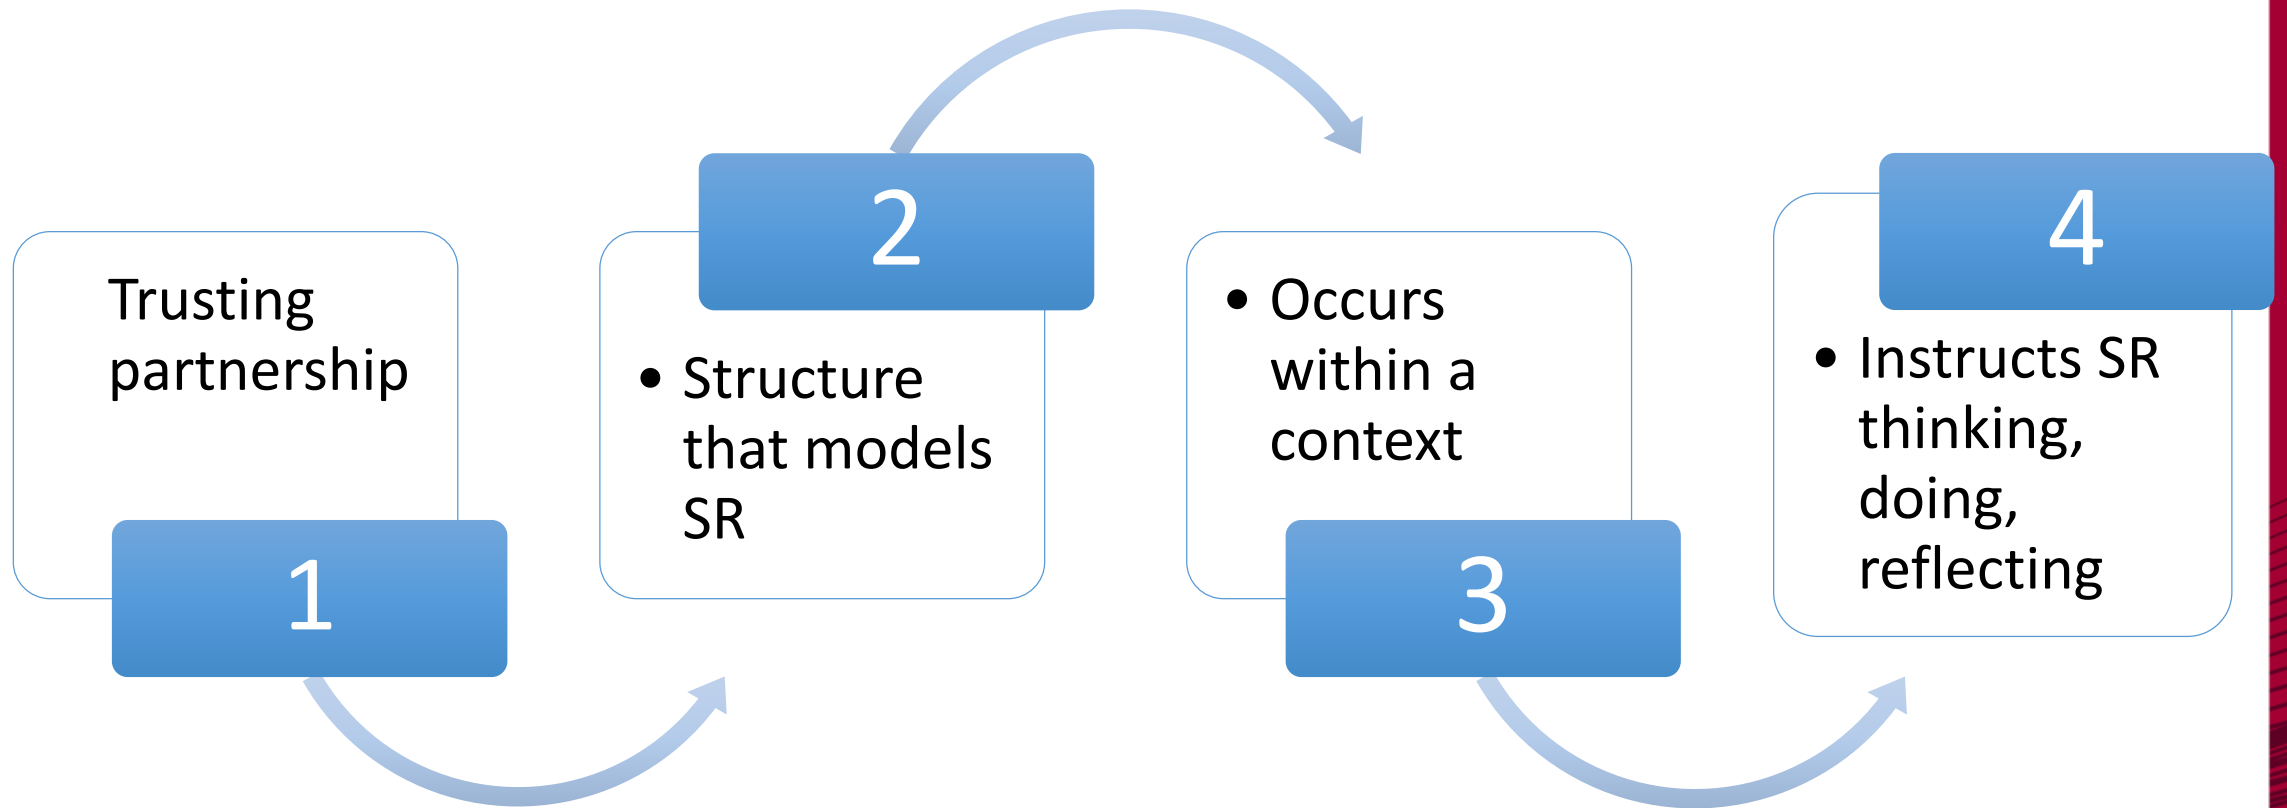 Trusting
partnership
1
2
• Structure
that models
SR
• Occurs
within a
context
3
4
• Instructs SR
thinking,
doing,
reflecting